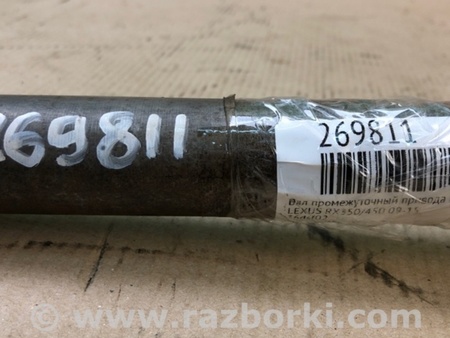 269811
269811
Вал промежуточный привода
LEXUS RX350/450 09-15
www.razborki.com